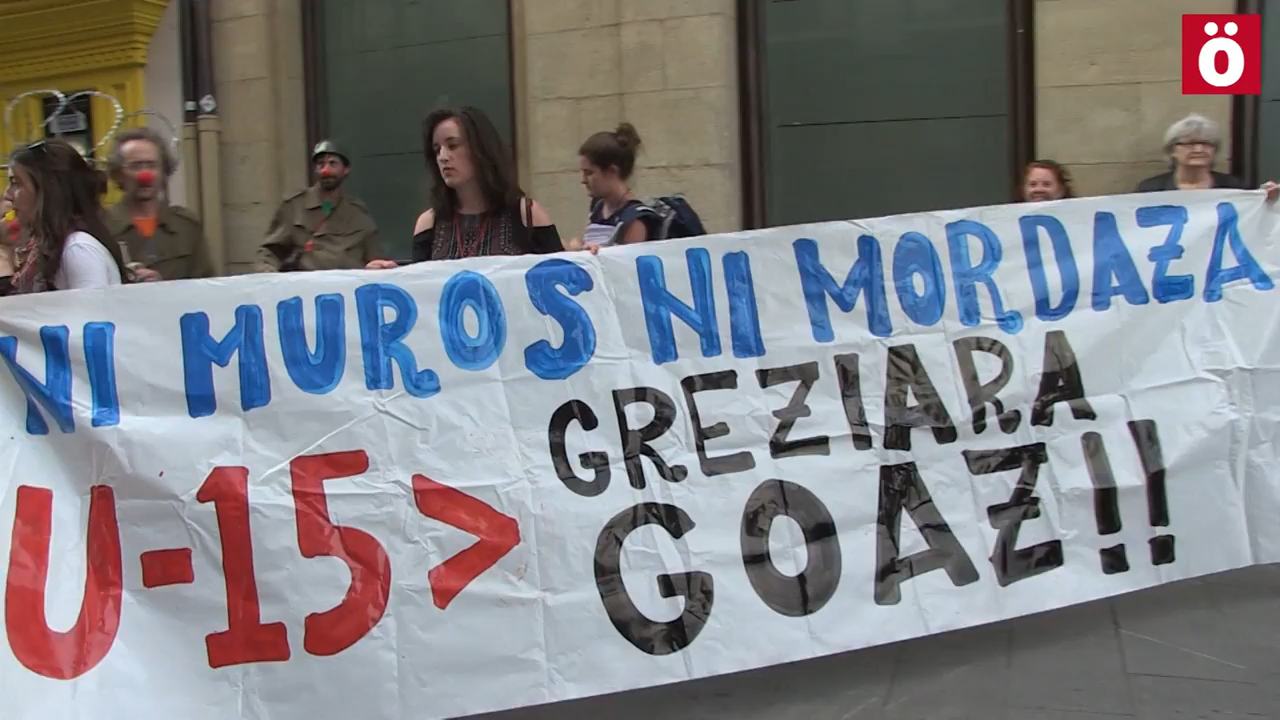 ö
NI MUROS NI MORDAZA
U-15> GREZIARA
GOAZ!!